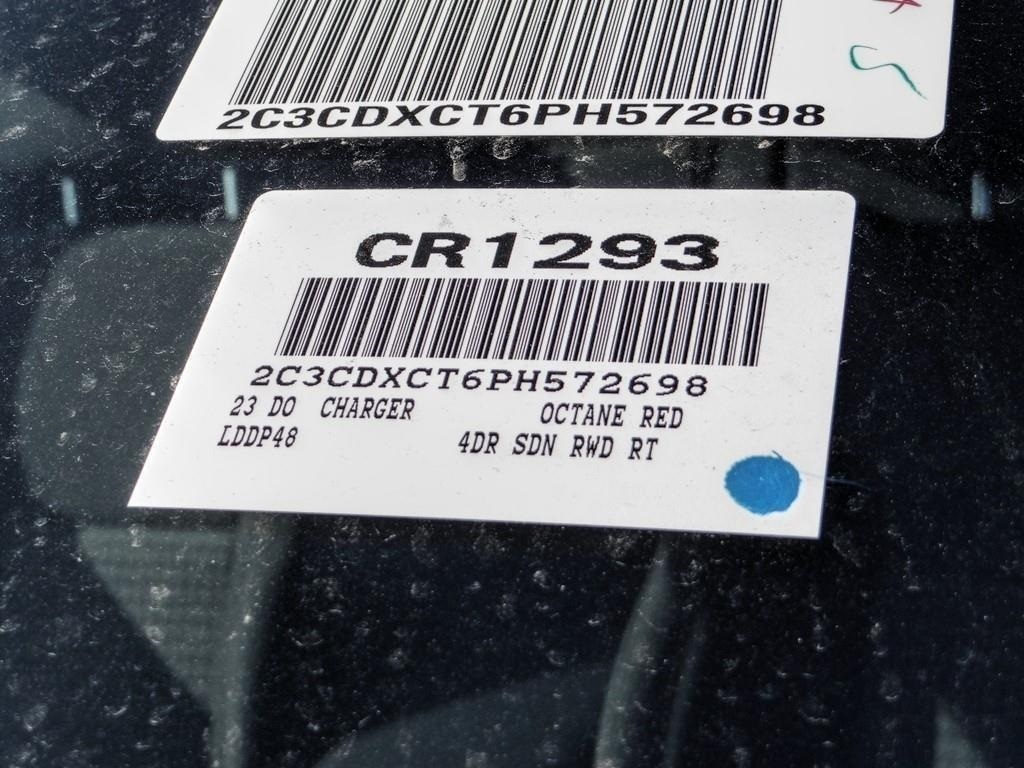 2C3CDXCT6PH572698
CR1293
2C3CDXCT6PH572698
23 DO CHARGER OCTANE RED
LDDP48 4DR SDN RWD RT